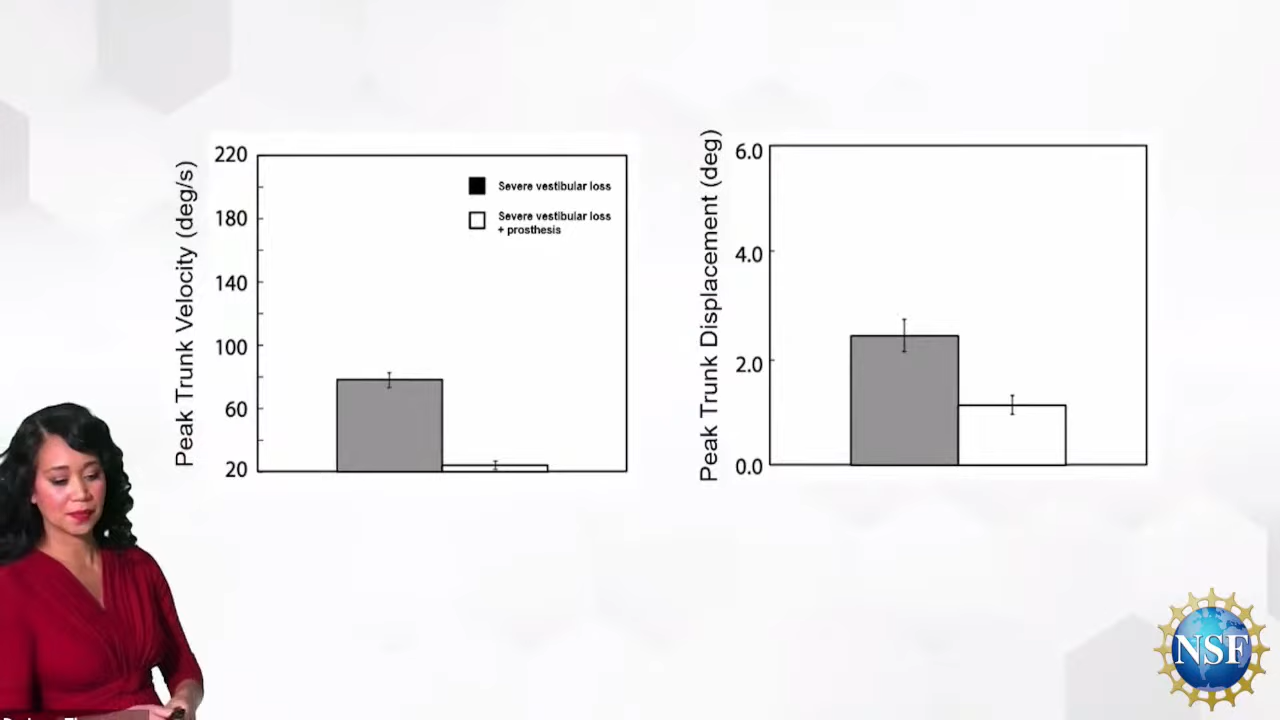 Peak Trunk Velocity (deg/s)
220
180
140
100
60
20
Severe vestibular loss
Severe vestibular loss
+ prosthesis
Peak Trunk Displacement (deg)
6.0
4.0
2.0
0.0
NSF